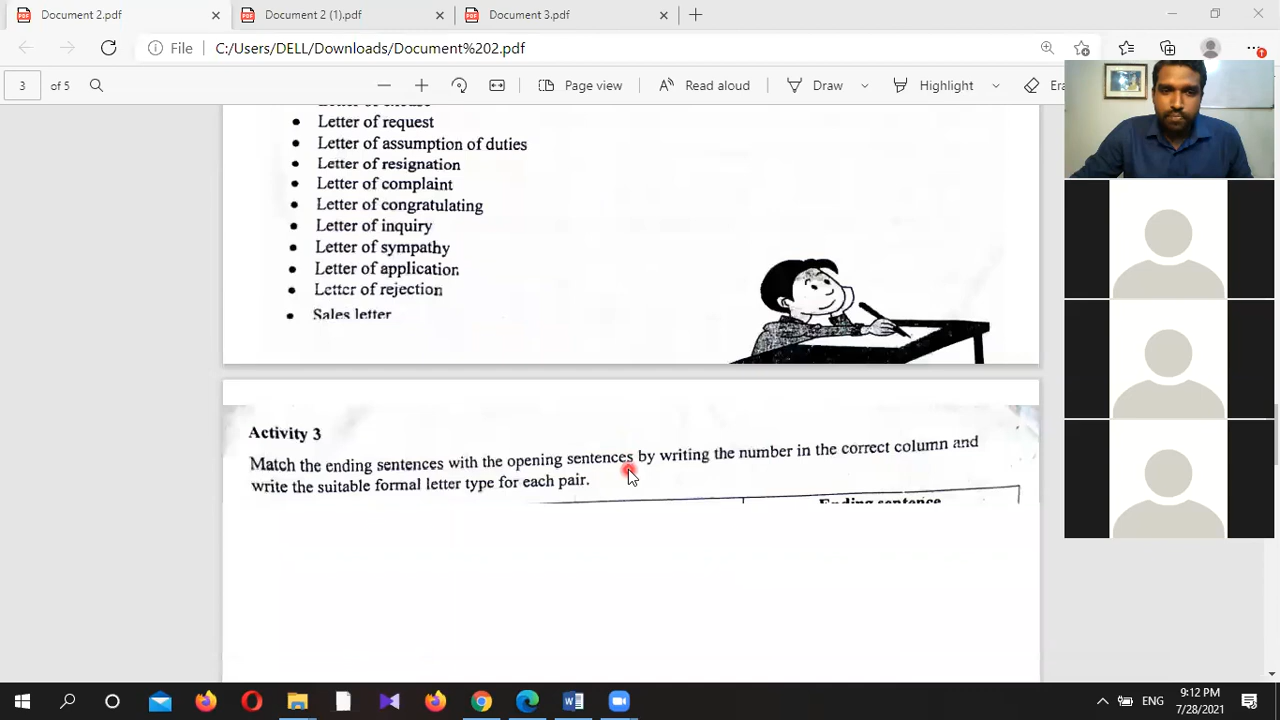 Document 2.pdf
Document 2 (1).pdf
Document 3.pdf
File
C:/Users/DELL/Downloads/Document%202.pdf
3 of 5
Page view
Read aloud
Draw
Highlight
Era
• Letter of request
• Letter of assumption of duties
• Letter of resignation
• Letter of complaint
• Letter of congratulating
• Letter of inquiry
• Letter of sympathy
• Letter of application
• Letter of rejection
• Sales letter
Activity 3
Match the ending sentences with the opening sentences by writing the number in the correct column and
write the suitable formal letter type for each pair.
Ending sentence
ENG
9:12 PM
7/28/2021